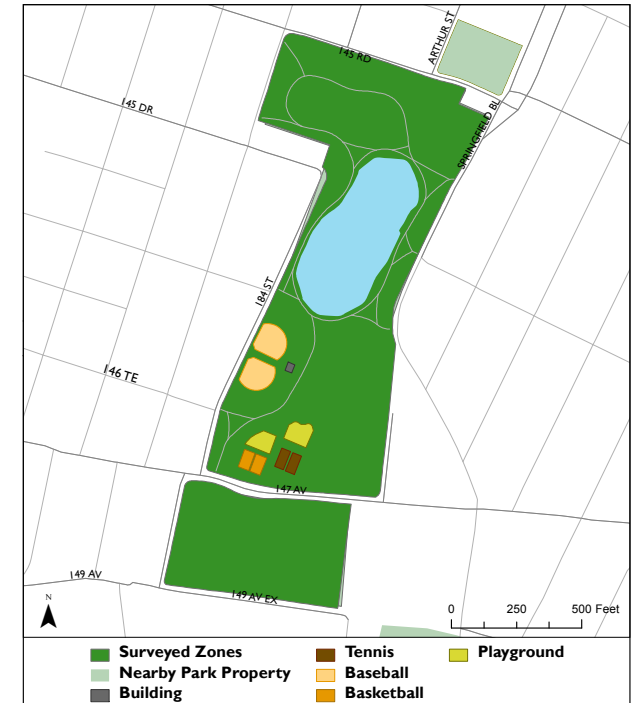 ARTHUR ST
145 RD
145 DR
SPRINGFIELD BL
184 ST
146 TE
147 AV
149 AV
149 AV EX
N
0 250 500 Feet
Surveyed Zones
Nearby Park Property
Building
Tennis
Baseball
Basketball
Playground